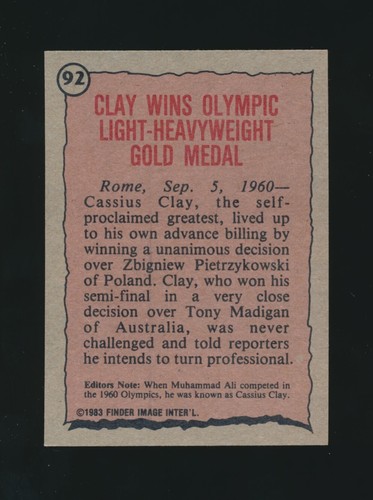 92
CLAY WINS OLYMPIC
LIGHT-HEAVYWEIGHT
GOLD MEDAL
Rome, Sep. 5, 1960—
Cassius Clay, the self-
proclaimed greatest, lived up
to his own advance billing by
winning a unanimous decision
over Zbigniew Pietrzykowski
of Poland. Clay, who won his
semi-final in a very close
decision over Tony Madigan
of Australia, was never
challenged and told reporters
he intends to turn professional.
Editors Note: When Muhammad Ali competed in
the 1960 Olympics, he was known as Cassius Clay.
©1983 FINDER IMAGE INTER'L.